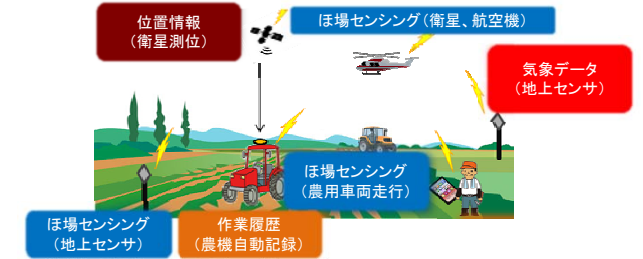 位置情報
（衛星測位）
ほ場センシング（衛星、航空機）
気象データ
（地上センサ）
ほ場センシング
（農用車両走行）
ほ場センシング
（地上センサ）
作業履歴
（農機自動記録）